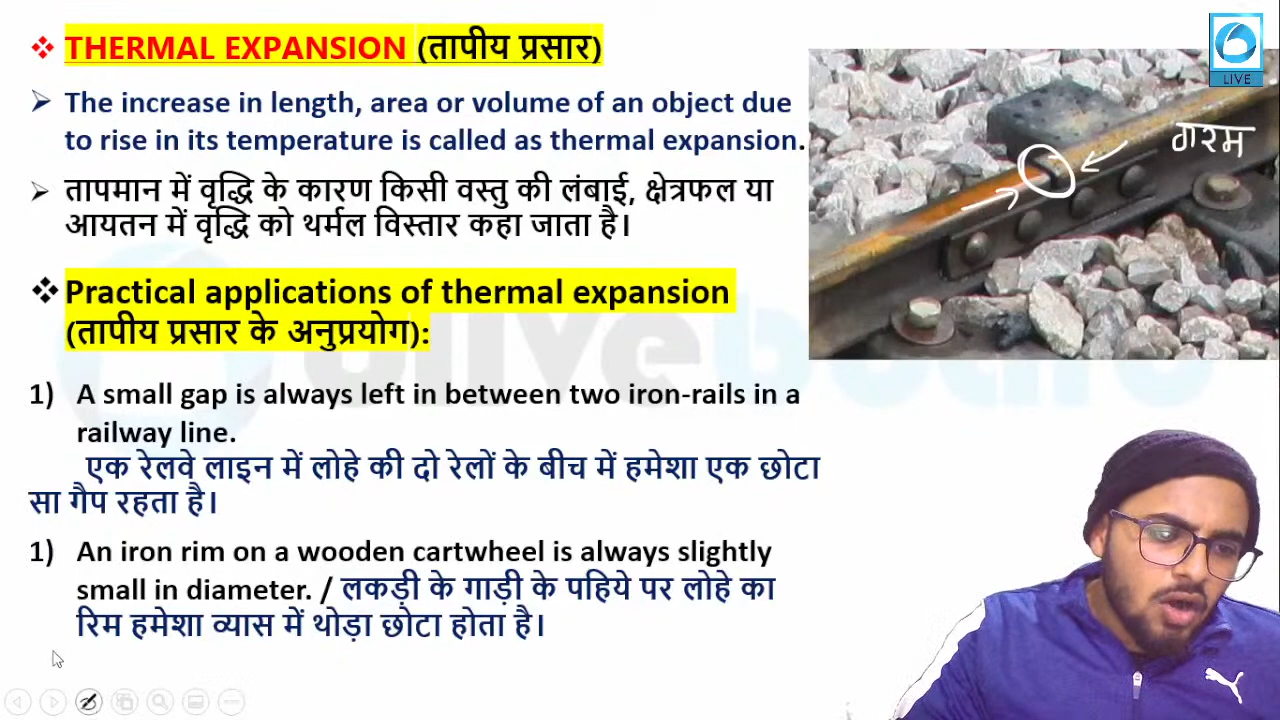 ❖ THERMAL EXPANSION (तापीय प्रसार)
➢ The increase in length, area or volume of an object due
to rise in its temperature is called as thermal expansion.
➢ तापमान में वृद्धि के कारण किसी वस्तु की लंबाई, क्षेत्रफल या
आयतन में वृद्धि को थर्मल विस्तार कहा जाता है।
❖ Practical applications of thermal expansion
(तापीय प्रसार के अनुप्रयोग):
1) A small gap is always left in between two iron-rails in a
railway line.
एक रेलवे लाइन में लोहे की दो रेलों के बीच में हमेशा एक छोटा
सा गैप रहता है।
1) An iron rim on a wooden cartwheel is always slightly
small in diameter. / लकड़ी के गाड़ी के पहिये पर लोहे का
रिम हमेशा व्यास में थोड़ा छोटा होता है।
गरम
LIVE
oliveboard